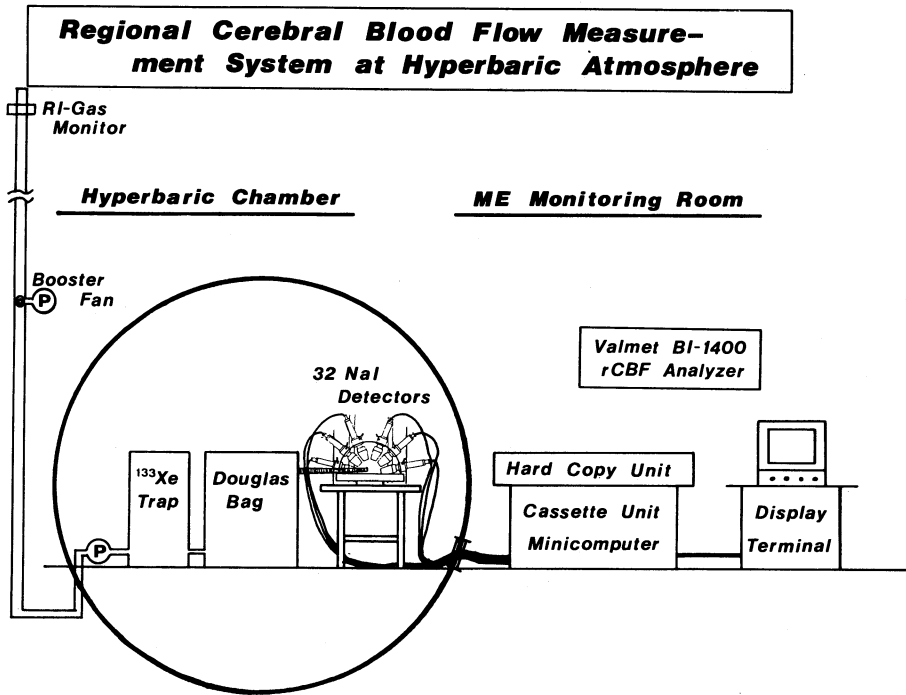 Regional Cerebral Blood Flow Measure-
ment System at Hyperbaric Atmosphere
RI-Gas
Monitor
Hyperbaric Chamber
ME Monitoring Room
Booster
Fan
P
Valmet BI-1400
rCBF Analyzer
32 NaI
Detectors
¹³³Xe
Trap
Douglas
Bag
Hard Copy Unit
Cassette Unit
Minicomputer
Display
Terminal
P